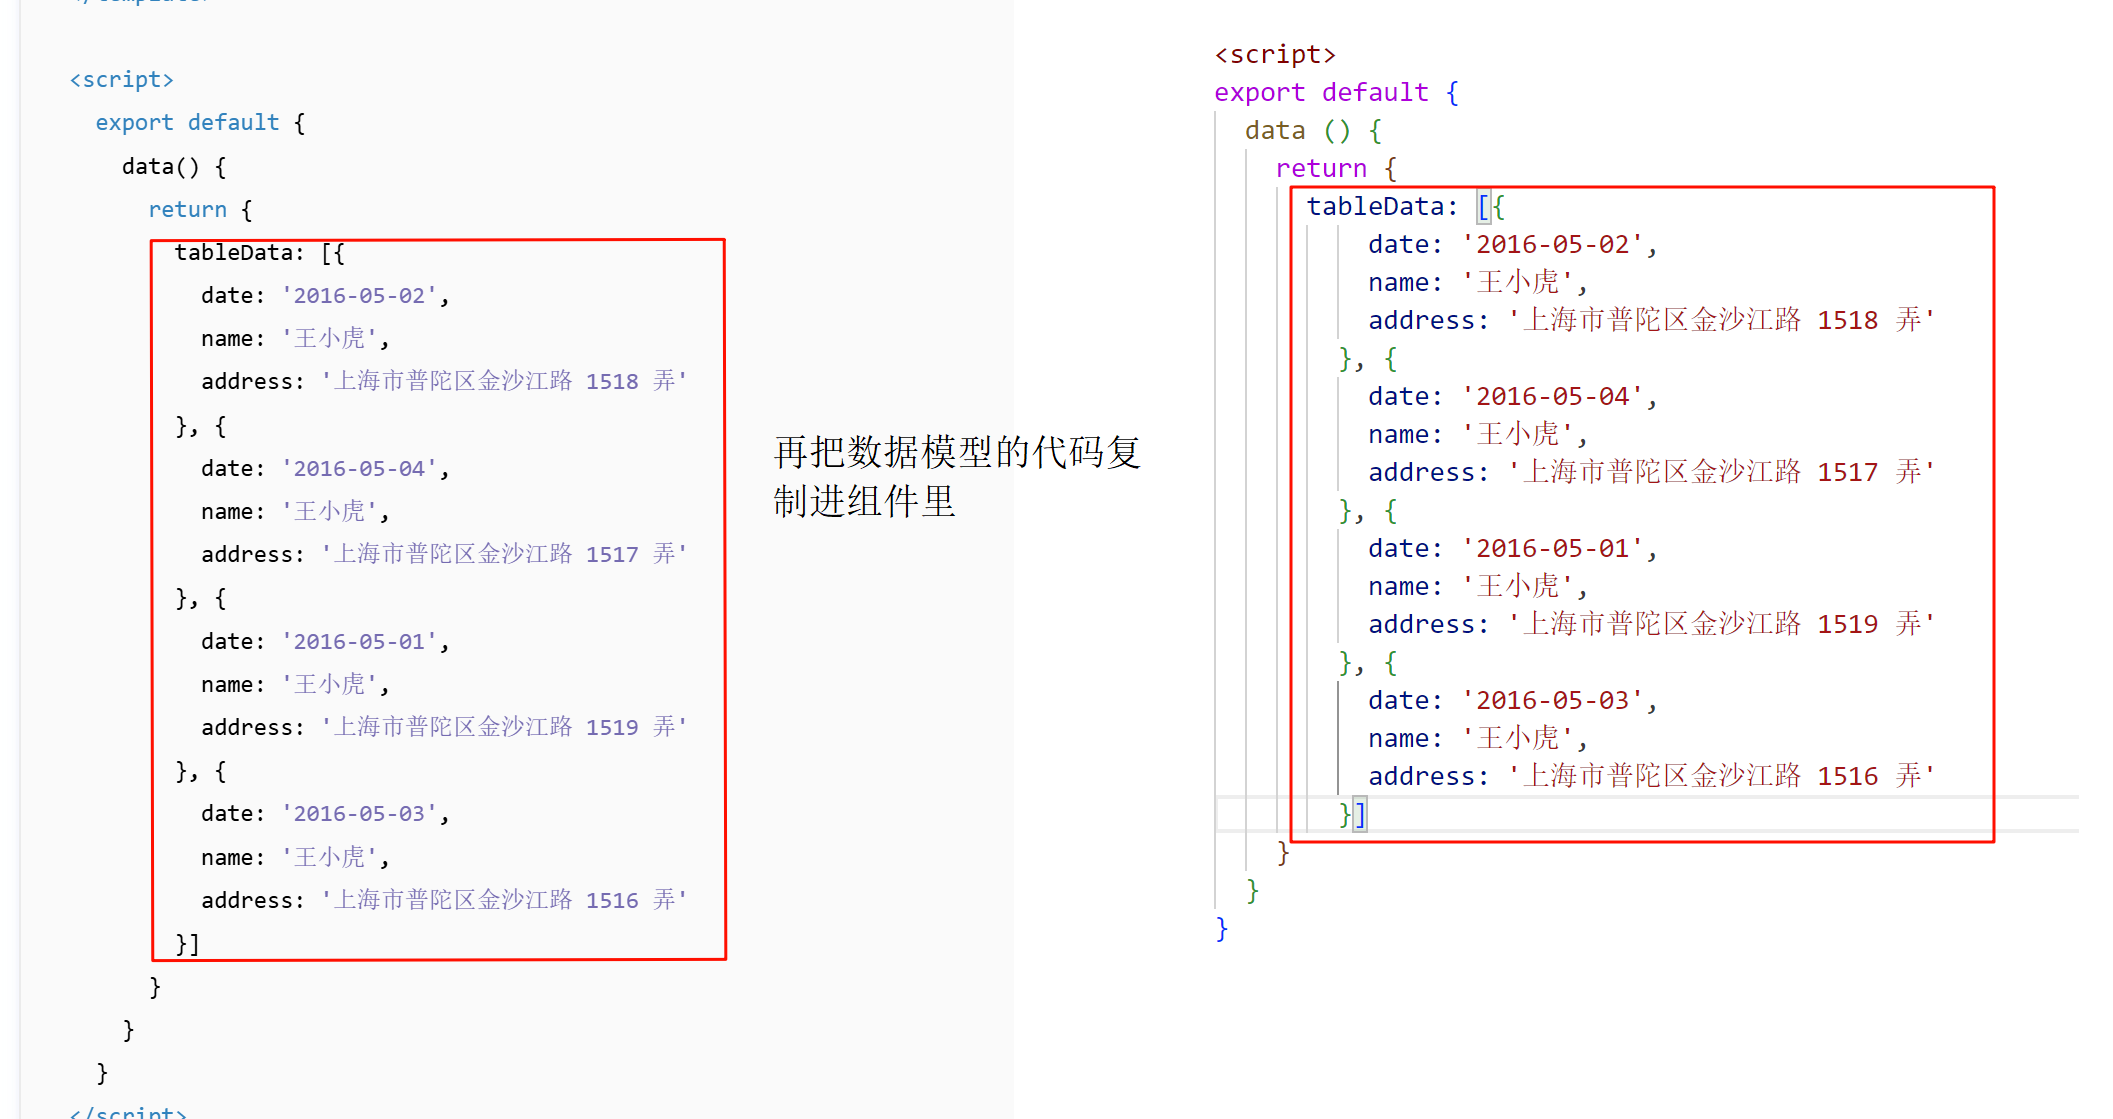 </template>
<script>
export default {
data() {
return {
tableData: [{
date: '2016-05-02',
name: '王小虎',
address: '上海市普陀区金沙江路 1518 弄'
}, {
date: '2016-05-04',
name: '王小虎',
address: '上海市普陀区金沙江路 1517 弄'
}, {
date: '2016-05-01',
name: '王小虎',
address: '上海市普陀区金沙江路 1519 弄'
}, {
date: '2016-05-03',
name: '王小虎',
address: '上海市普陀区金沙江路 1516 弄'
}]
}
}
}
</script>
再把数据模型的代码复
制进组件里
<script>
export default {
data () {
return {
tableData: [{
date: '2016-05-02',
name: '王小虎',
address: '上海市普陀区金沙江路 1518 弄'
}, {
date: '2016-05-04',
name: '王小虎',
address: '上海市普陀区金沙江路 1517 弄'
}, {
date: '2016-05-01',
name: '王小虎',
address: '上海市普陀区金沙江路 1519 弄'
}, {
date: '2016-05-03',
name: '王小虎',
address: '上海市普陀区金沙江路 1516 弄'
}]
}
}
}